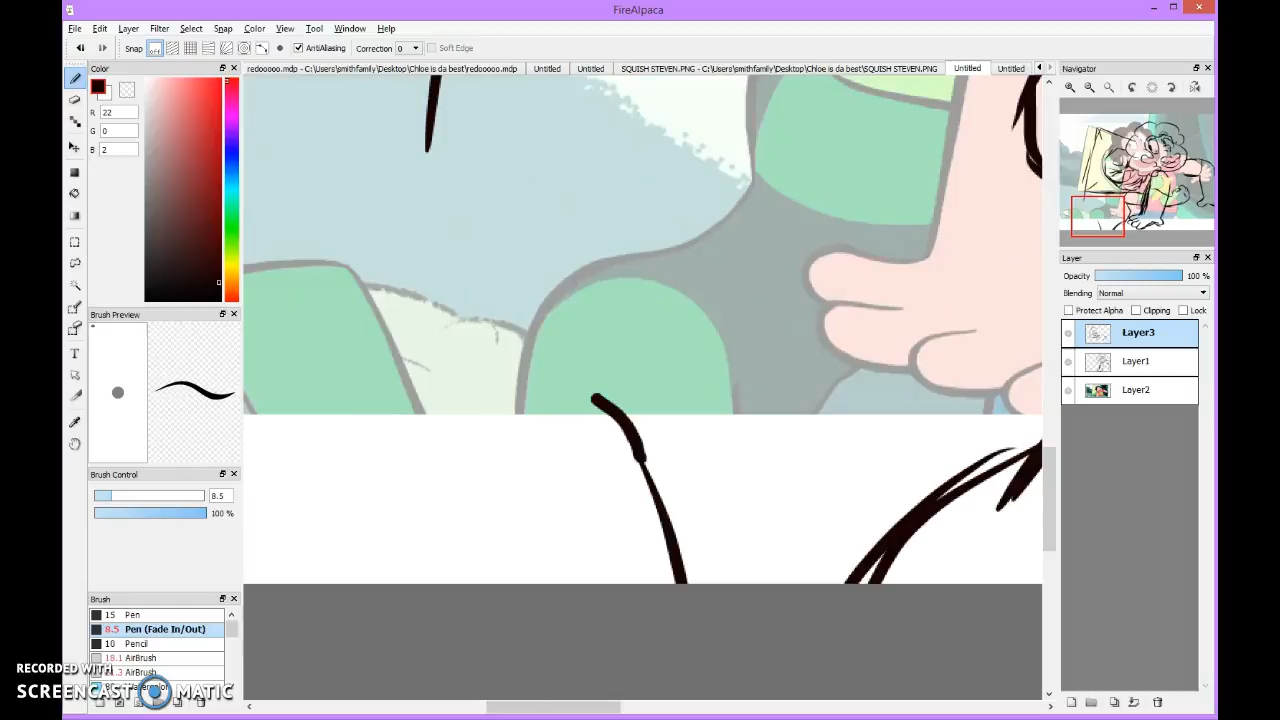 FireAlpaca
File Edit Layer Filter Select Snap Color View Tool Window Help
Snap off AntiAliasing Correction 0 Soft Edge
Color
redooooo.mdp - C:\Users\smithfamily\Desktop\Chloe is da best\redooooo.mdp Untitled Untitled SQUISH STEVEN.PNG - C:\Users\smithfamily\Desktop\Chloe is da best\SQUISH STEVEN.PNG Untitled Untitled
Navigator
R 22
G 0
B 2
Layer
Opacity 100 %
Blending Normal
Protect Alpha Clipping Lock
Layer3
Layer1
Layer2
Brush Preview
Brush Control
8.5
100 %
Brush
15 Pen
8.5 Pen (Fade In/Out)
10 Pencil
18.1 AirBrush
AirBrush
RECORDED WITH
SCREENCAST MATIC